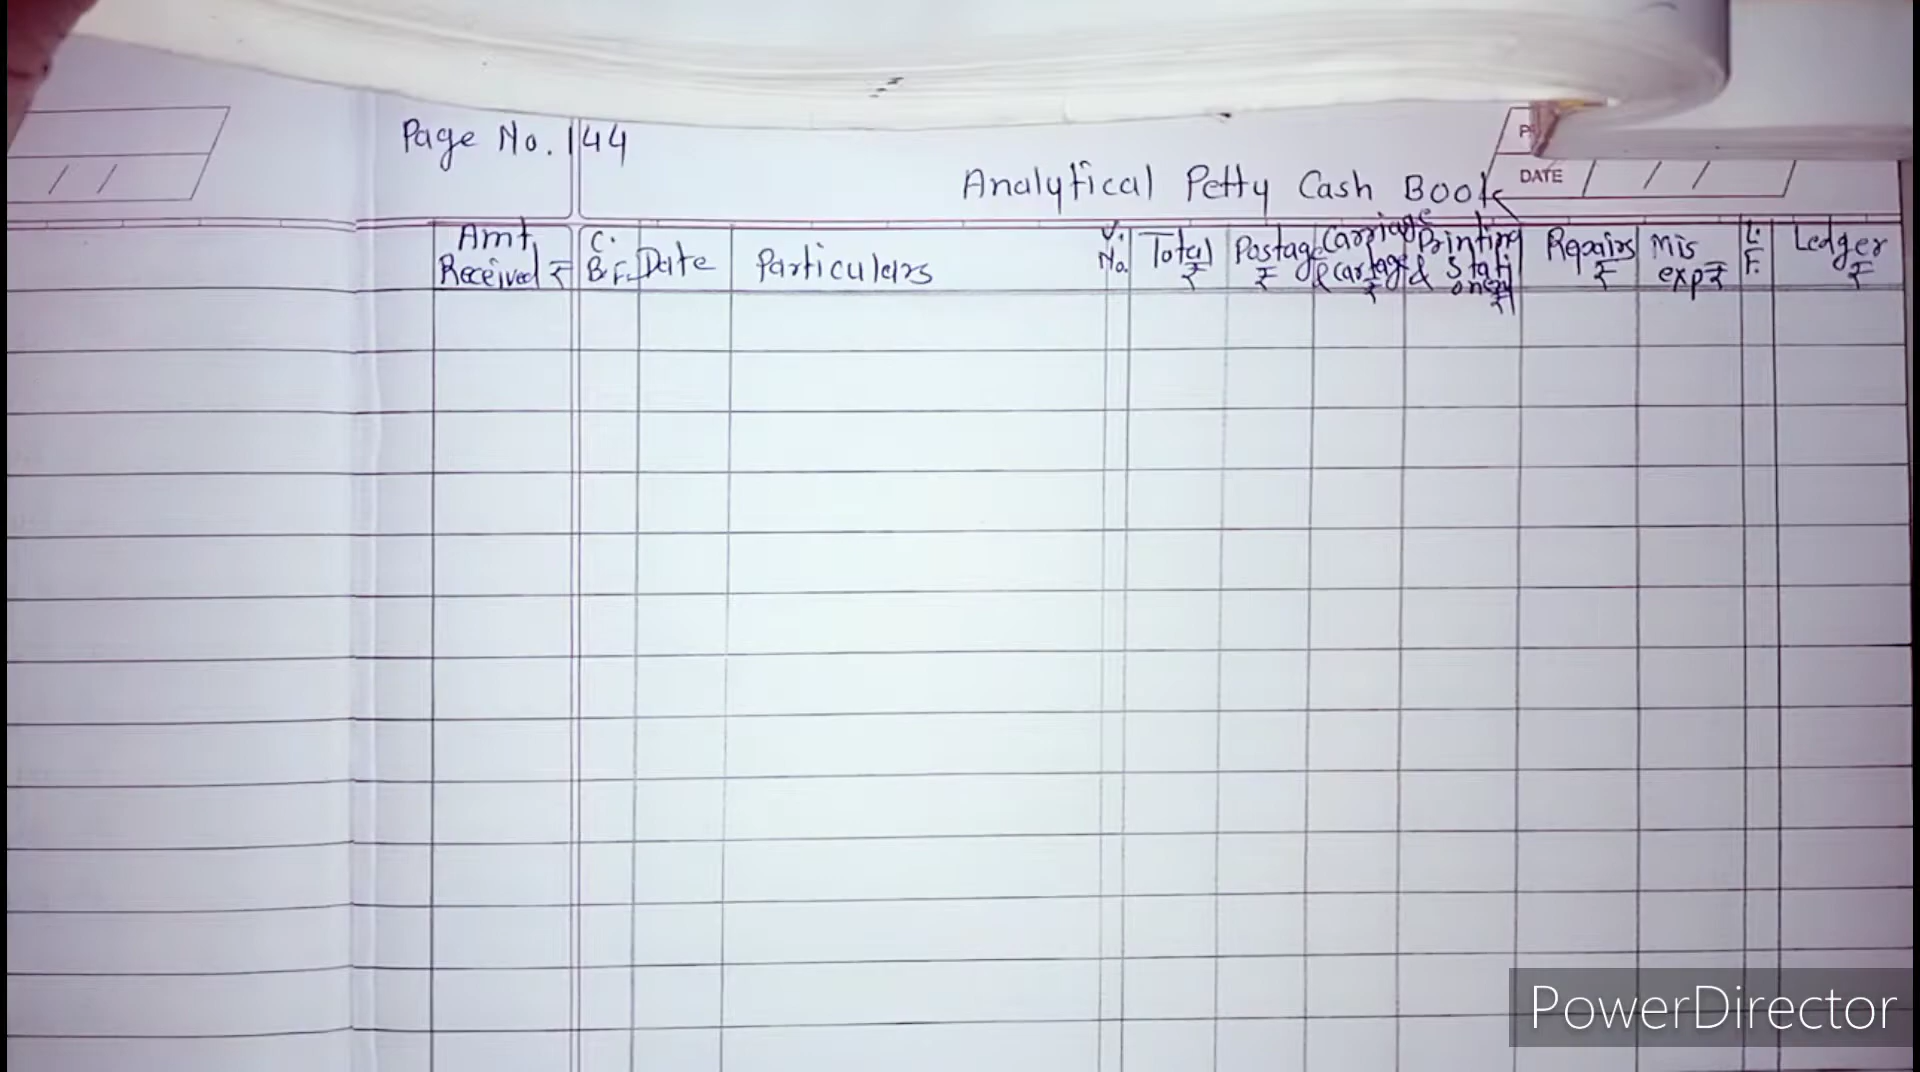 Page No. 144
Analytical Petty Cash Book
DATE / / /
/ /
Amt Received ₹
C. B. F.
Date
Particulars
V. No.
Total ₹
Postage ₹
Carriage & Cartage ₹
Printing & Stationery ₹
Repairs ₹
Mis exp ₹
L. F.
Ledger ₹
PowerDirector